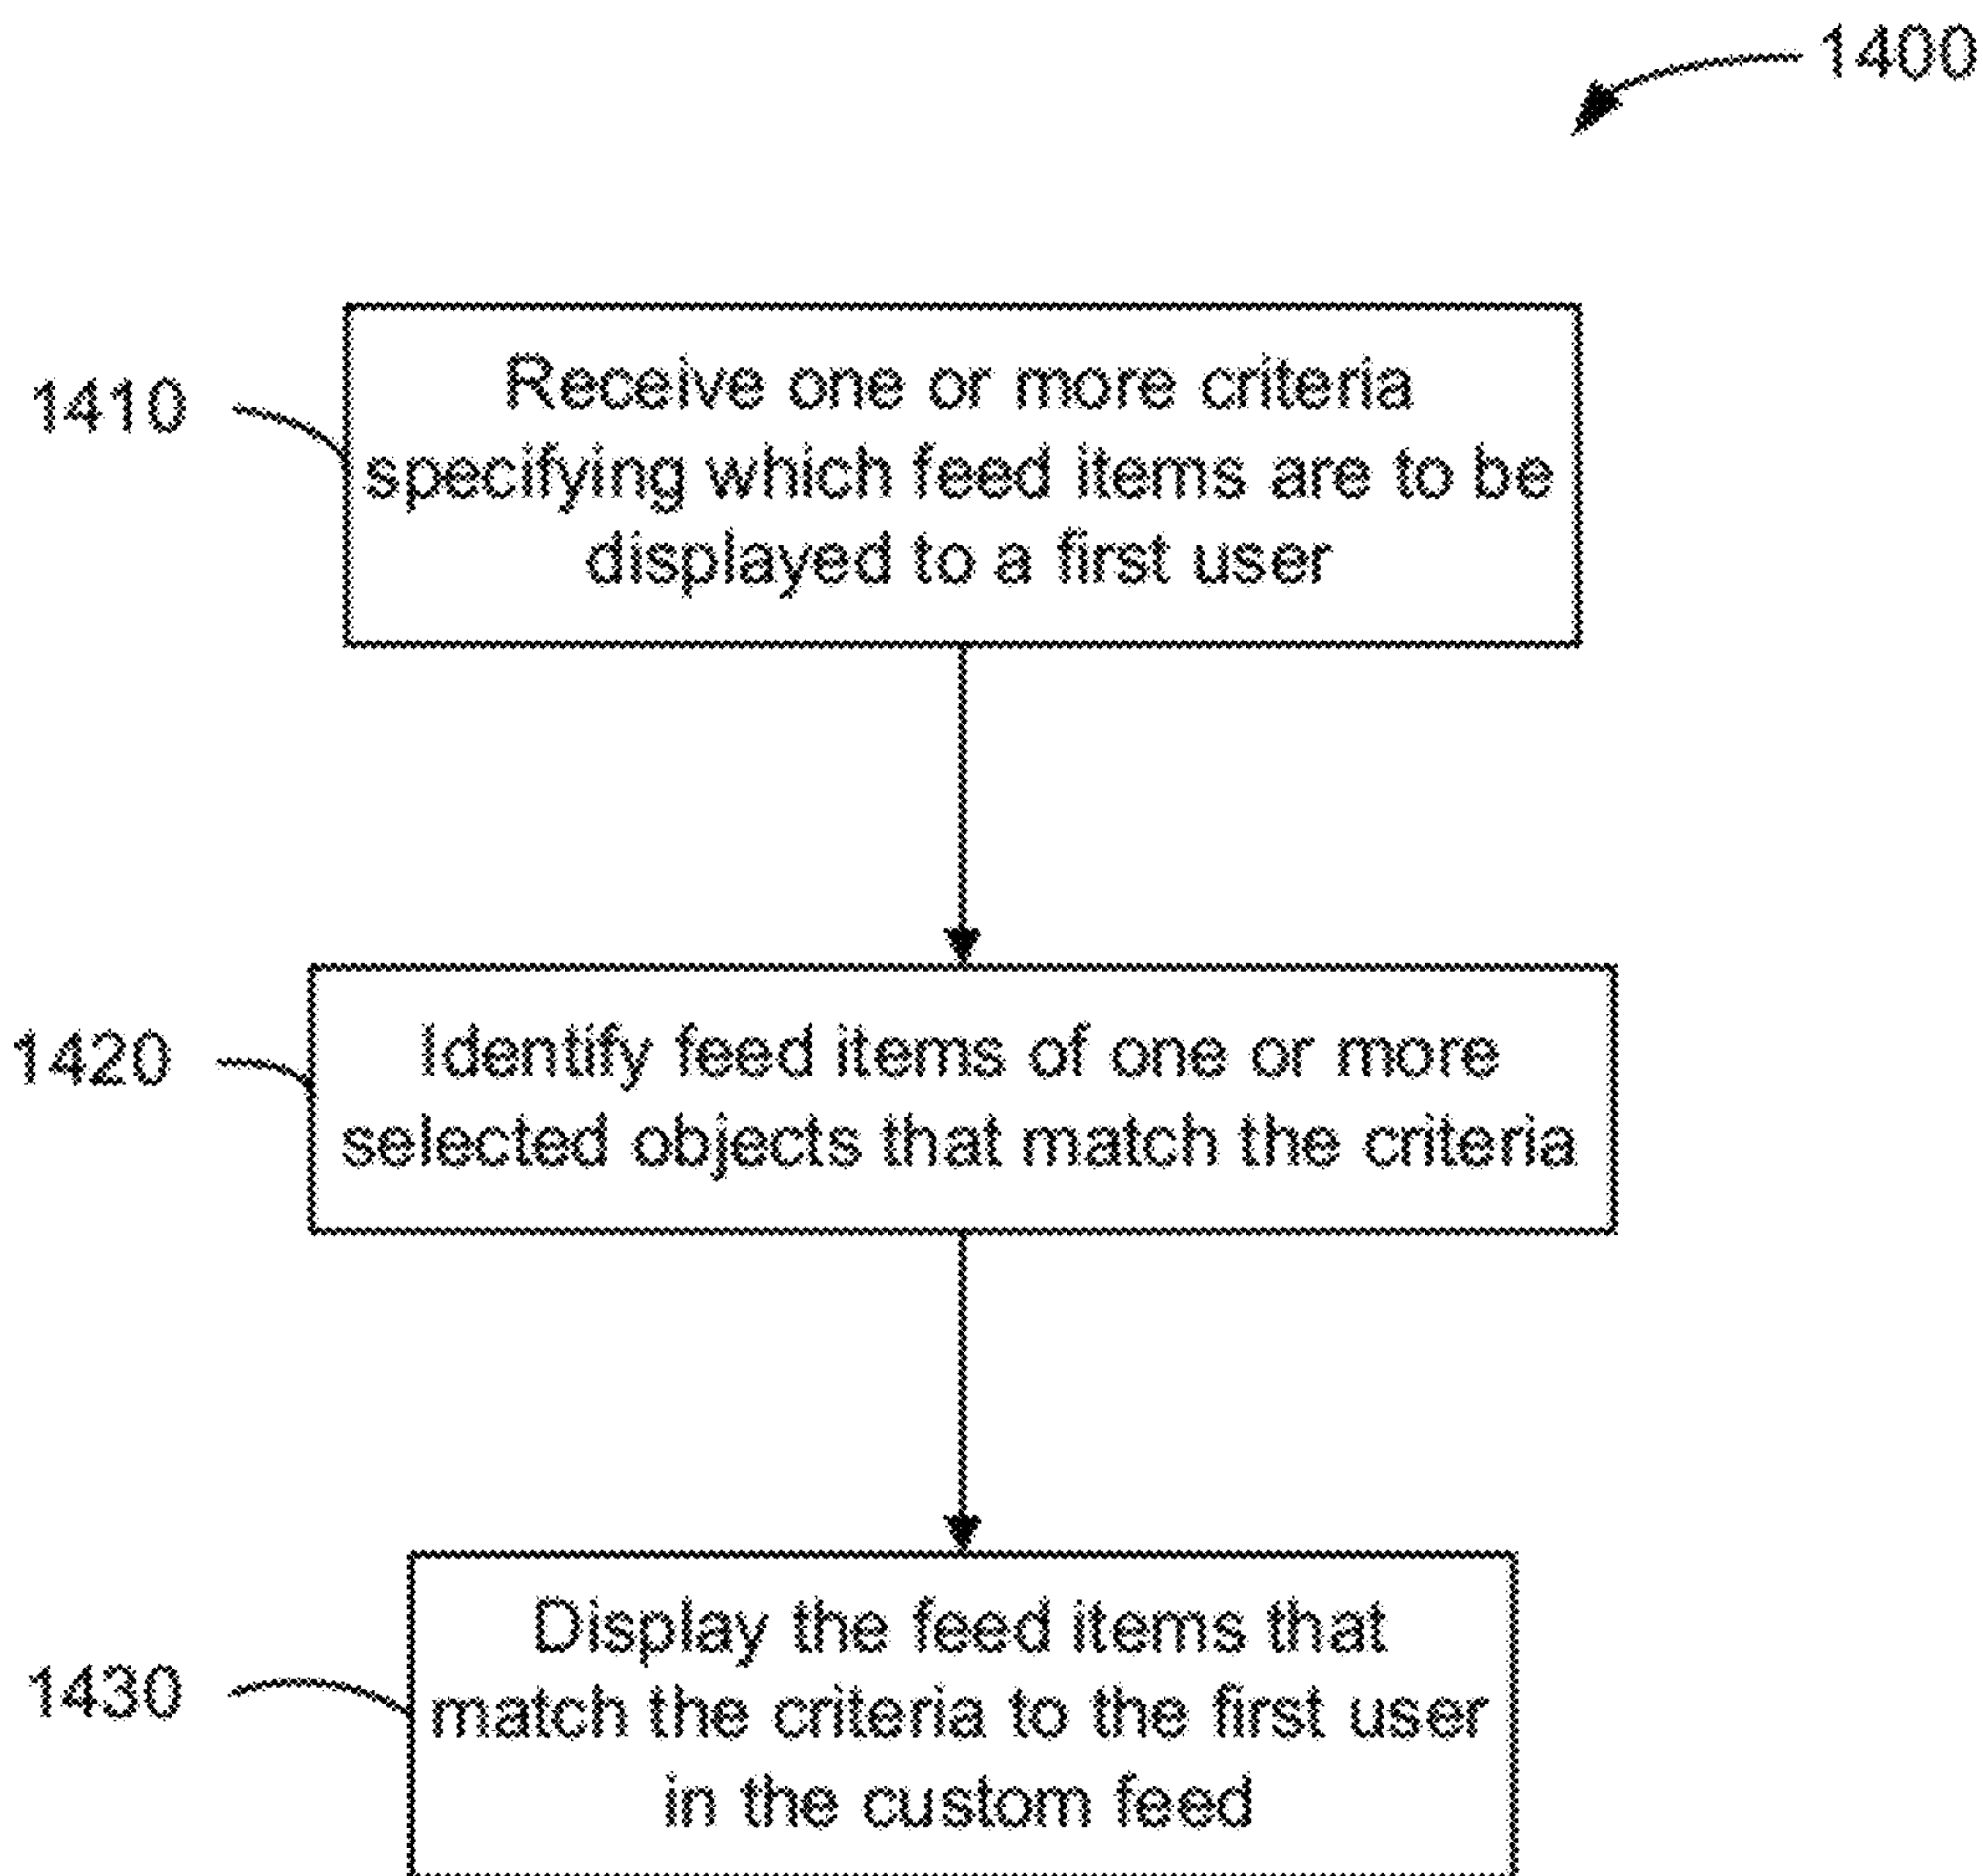 1400
1410
Receive one or more criteria
specifying which feed items are to be
displayed to a first user
1420
Identify feed items of one or more
selected objects that match the criteria
1430
Display the feed items that
match the criteria to the first user
in the custom feed